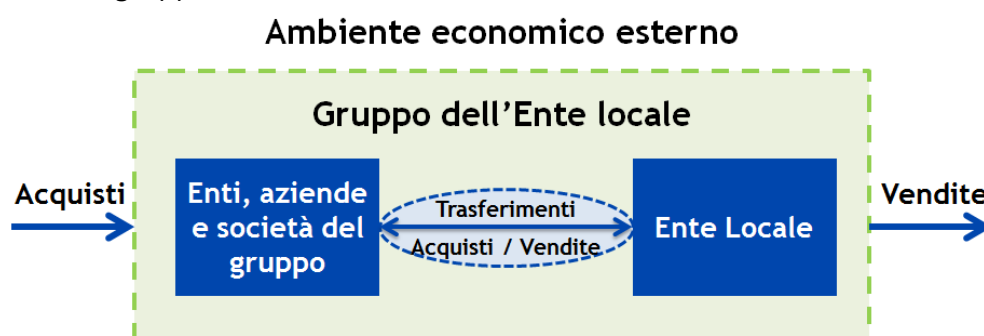 Ambiente economico esterno
Gruppo dell’Ente locale
Acquisti
Enti, aziende
e società del
gruppo
Trasferimenti
Acquisti / Vendite
Ente Locale
Vendite